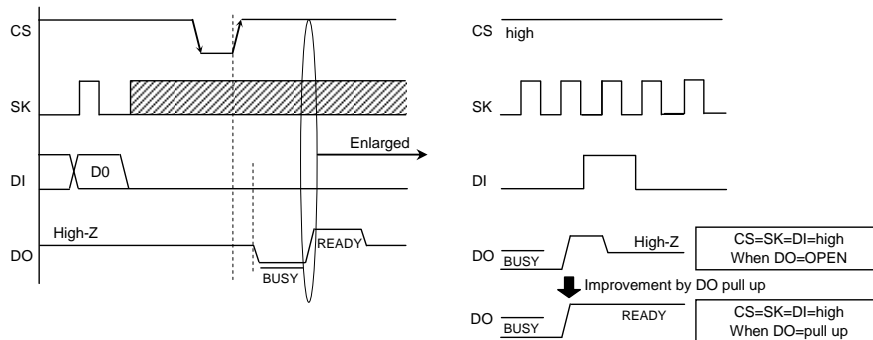 CS
SK
DI
D0
DO
High-Z
BUSY
READY
Enlarged
CS
high
SK
DI
DO
BUSY
High-Z
CS=SK=DI=high
When DO=OPEN
Improvement by DO pull up
DO
BUSY
READY
CS=SK=DI=high
When DO=pull up